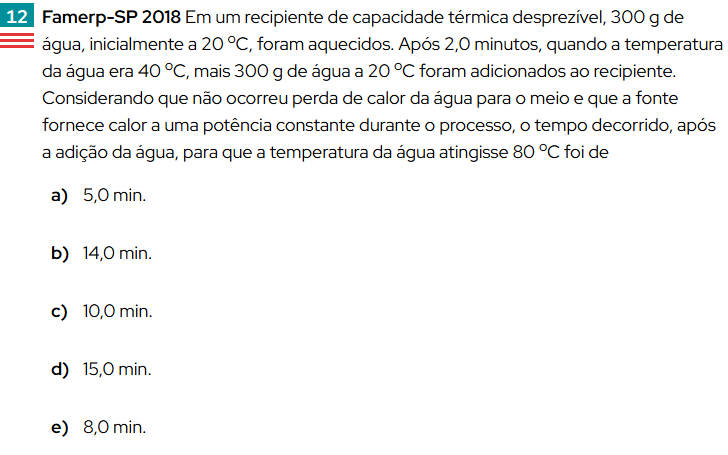 12 Famerp-SP 2018 Em um recipiente de capacidade térmica desprezível, 300 g de
água, inicialmente a 20 ºC, foram aquecidos. Após 2,0 minutos, quando a temperatura
da água era 40 ºC, mais 300 g de água a 20 ºC foram adicionados ao recipiente.
Considerando que não ocorreu perda de calor da água para o meio e que a fonte
fornece calor a uma potência constante durante o processo, o tempo decorrido, após
a adição da água, para que a temperatura da água atingisse 80 ºC foi de
a) 5,0 min.
b) 14,0 min.
c) 10,0 min.
d) 15,0 min.
e) 8,0 min.